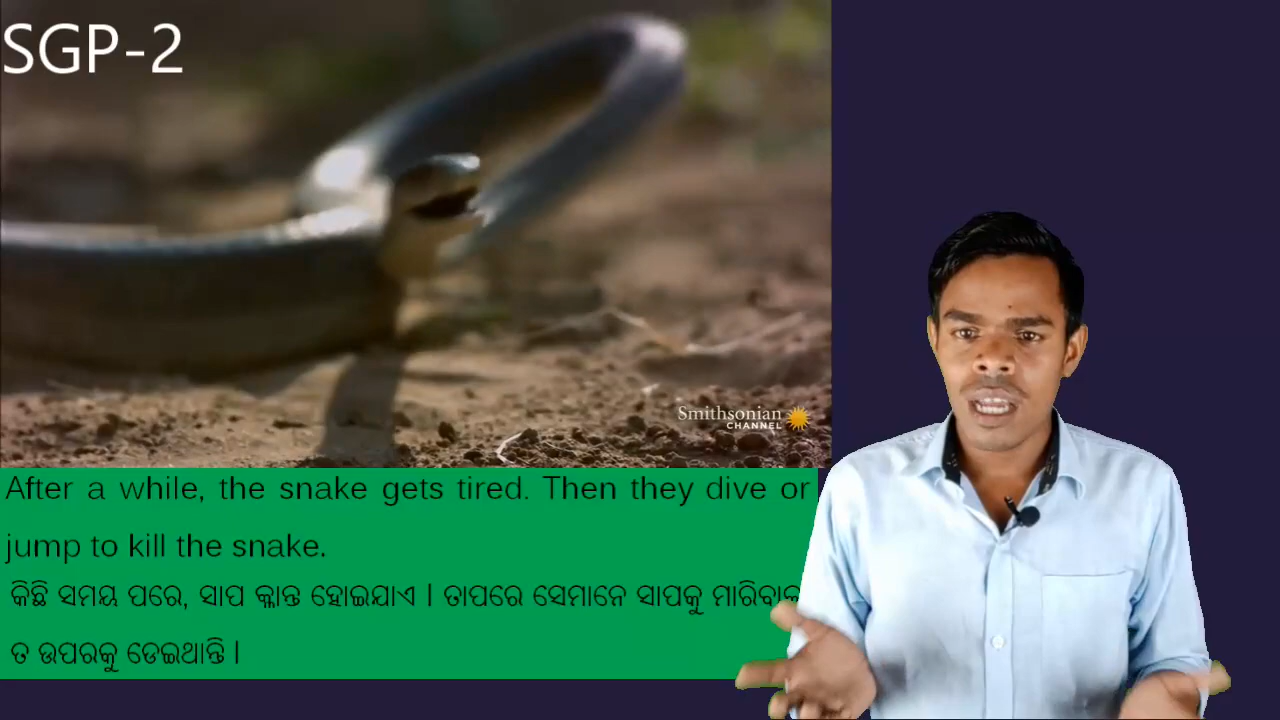 SGP-2
Smithsonian
CHANNEL
After a while, the snake gets tired. Then they dive or
jump to kill the snake.
କିଛି ସମୟ ପରେ, ସାପ କ୍ଳାନ୍ତ ହୋଇଯାଏ । ତାପରେ ସେମାନେ ସାପକୁ
ତ ଉପରକୁ ଡେଇଥାନ୍ତି ।